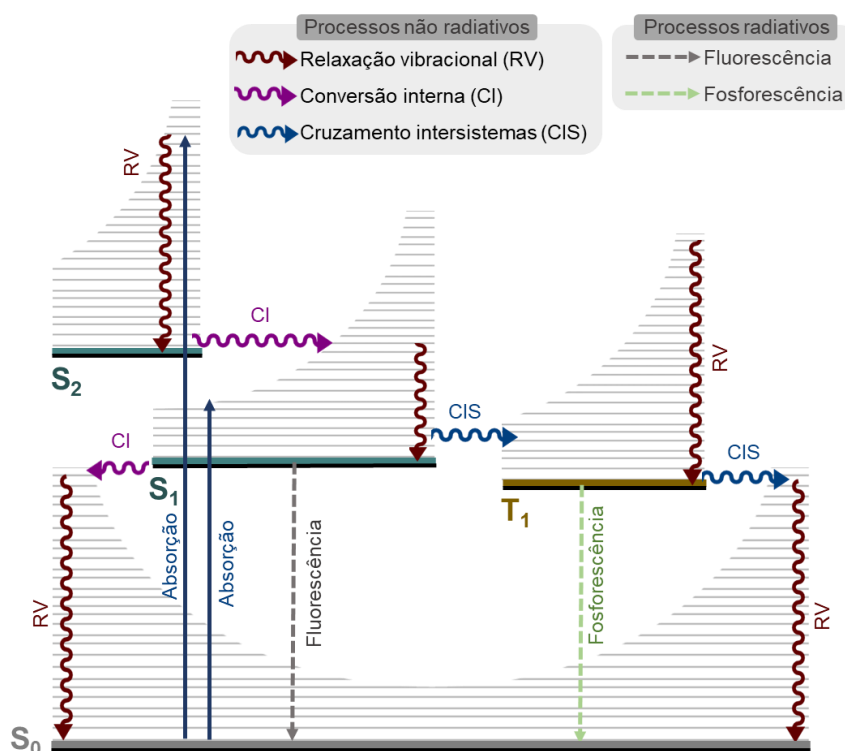 Processos não radiativos
Relaxação vibracional (RV)
Conversão interna (CI)
Cruzamento intersistemas (CIS)
Processos radiativos
Fluorescência
Fosforescência
RV
CI
S2
RV
CIS
CI
S1
CIS
T1
Absorção
Absorção
Fluorescência
Fosforescência
RV
RV
S0